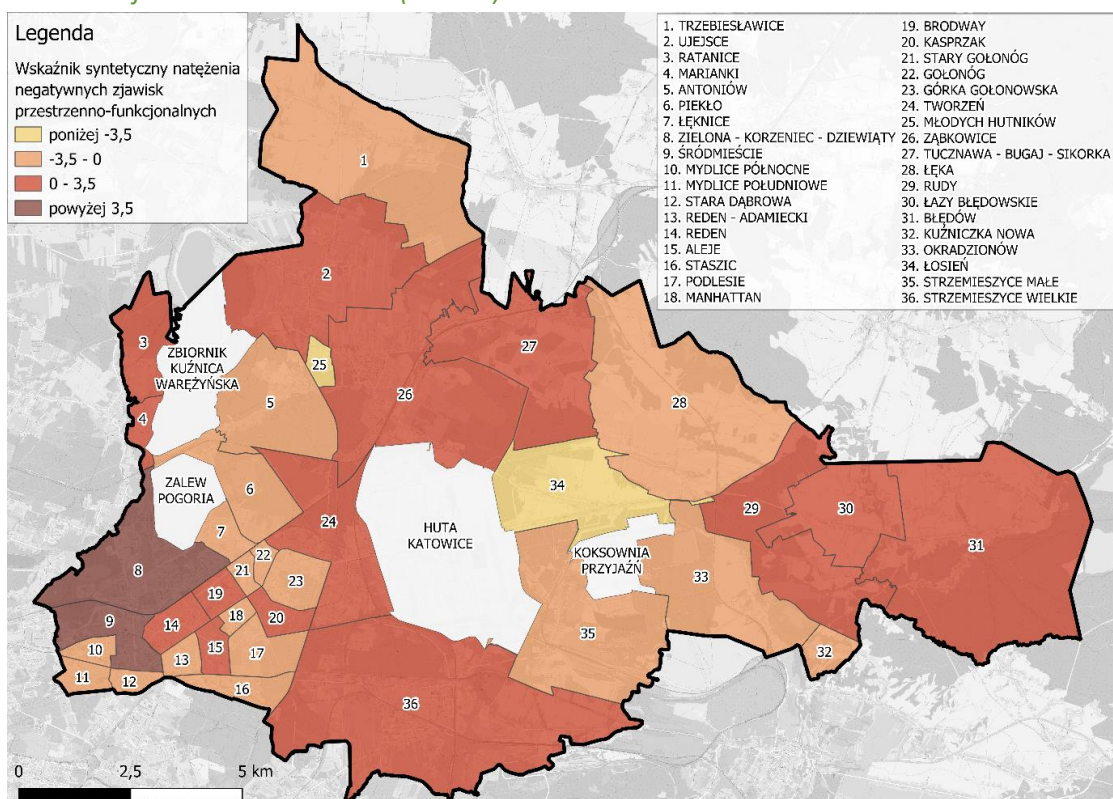 Legenda
Wskaźnik syntetyczny natężenia
negatywnych zjawisk
przestrzenno-funkcjonalnych
poniżej -3,5
-3,5 - 0
0 - 3,5
powyżej 3,5
1. TRZEBIESŁAWICE
2. UJEJSCE
3. RATANICE
4. MARIANKI
5. ANTONIÓW
6. PIEKŁO
7. ŁĘKNICE
8. ZIELONA - KORZENIEC - DZIEWIĄTY
9. ŚRÓDMIEŚCIE
10. MYDLICE PÓŁNOCNE
11. MYDLICE POŁUDNIOWE
12. STARA DĄBROWA
13. REDEN - ADAMIECKI
14. REDEN
15. ALEJE
16. STASZIC
17. PODLESIE
18. MANHATTAN
19. BRODWAY
20. KASPRZAK
21. STARY GOŁONÓG
22. GOŁONÓG
23. GÓRKA GOŁONOWSKA
24. TWORZEŃ
25. MŁODYCH HUTNIKÓW
26. ZĄBKOWICE
27. TUCZNAWA - BUGAJ - SIKORKA
28. ŁĘKA
29. RUDY
30. ŁAZY BŁĘDOWSKIE
31. BŁĘDÓW
32. KUŹNICZKA NOWA
33. OKRADZIONÓW
34. ŁOSIEŃ
35. STRZEMIESZYCE MAŁE
36. STRZEMIESZYCE WIELKIE
1
2
3
ZBIORNIK
KUŹNICA
WARĘŻYŃSKA
27
25
26
5
28
4
ZALEW
POGORIA
6
34
7
24
HUTA
KATOWICE
29
30
31
KOKSOWNIA
PRZYJAŹŃ
22
21
8
23
33
19
18
20
9
14
35
15
10
13
17
32
11
12
16
36
0
2,5
5 km